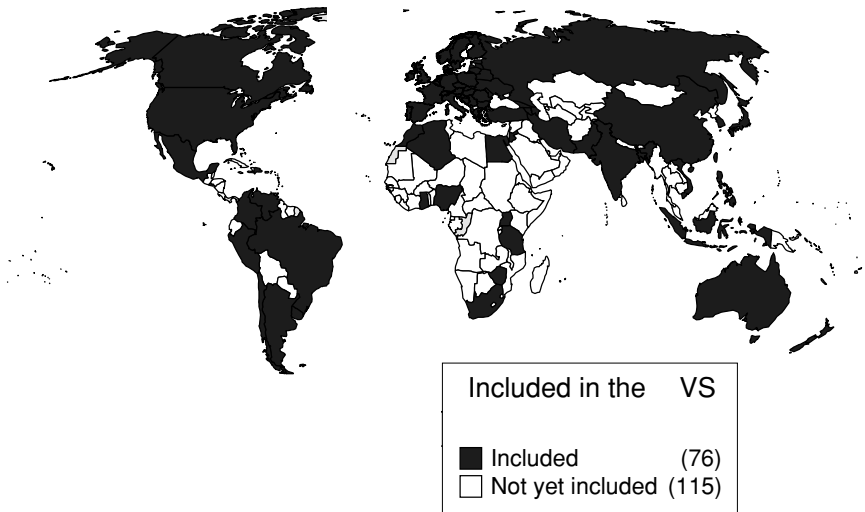 Included in the VS
Included (76)
Not yet included (115)